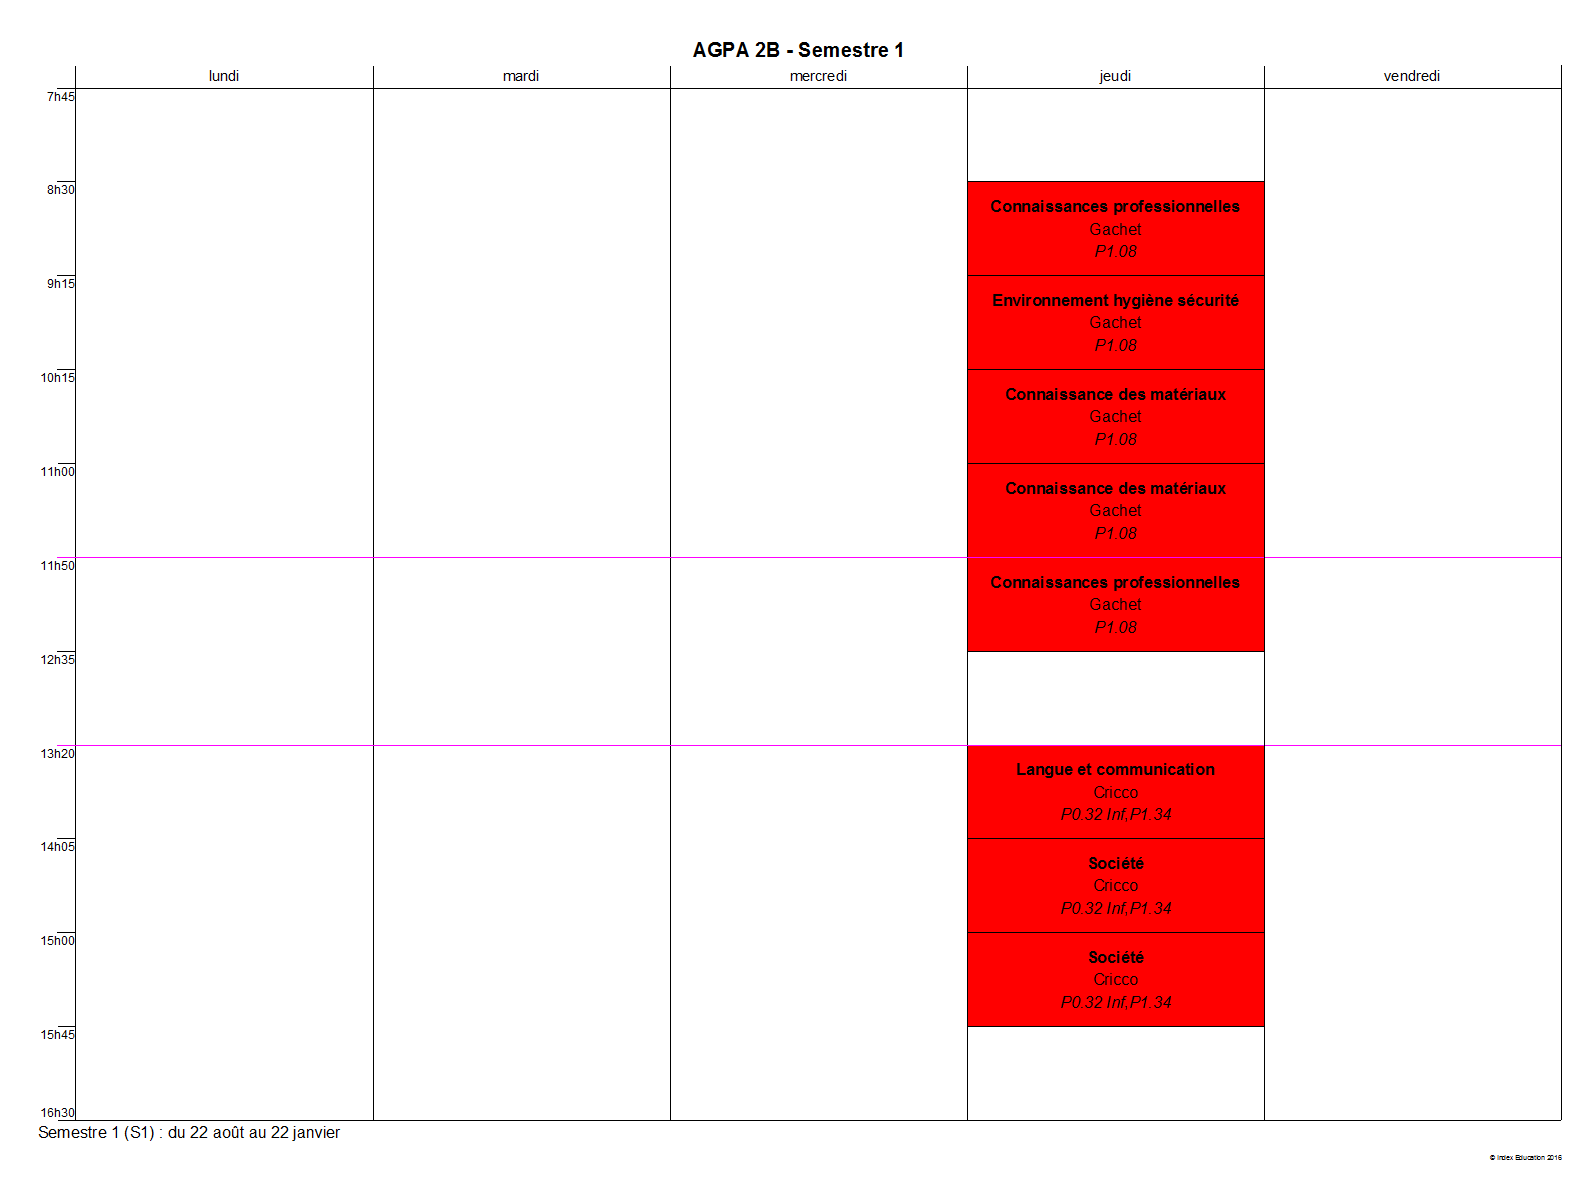 AGPA 2B - Semestre 1
lundi mardi mercredi jeudi vendredi
7h45
8h30
Connaissances professionnelles
Gachet
P1.08
9h15
Environnement hygiène sécurité
Gachet
P1.08
10h15
Connaissance des matériaux
Gachet
P1.08
11h00
Connaissance des matériaux
Gachet
P1.08
11h50
Connaissances professionnelles
Gachet
P1.08
12h35
13h20
Langue et communication
Cricco
P0.32 Inf,P1.34
14h05
Société
Cricco
P0.32 Inf,P1.34
15h00
Société
Cricco
P0.32 Inf,P1.34
15h45
16h30
Semestre 1 (S1) : du 22 août au 22 janvier
© Index Education 2016